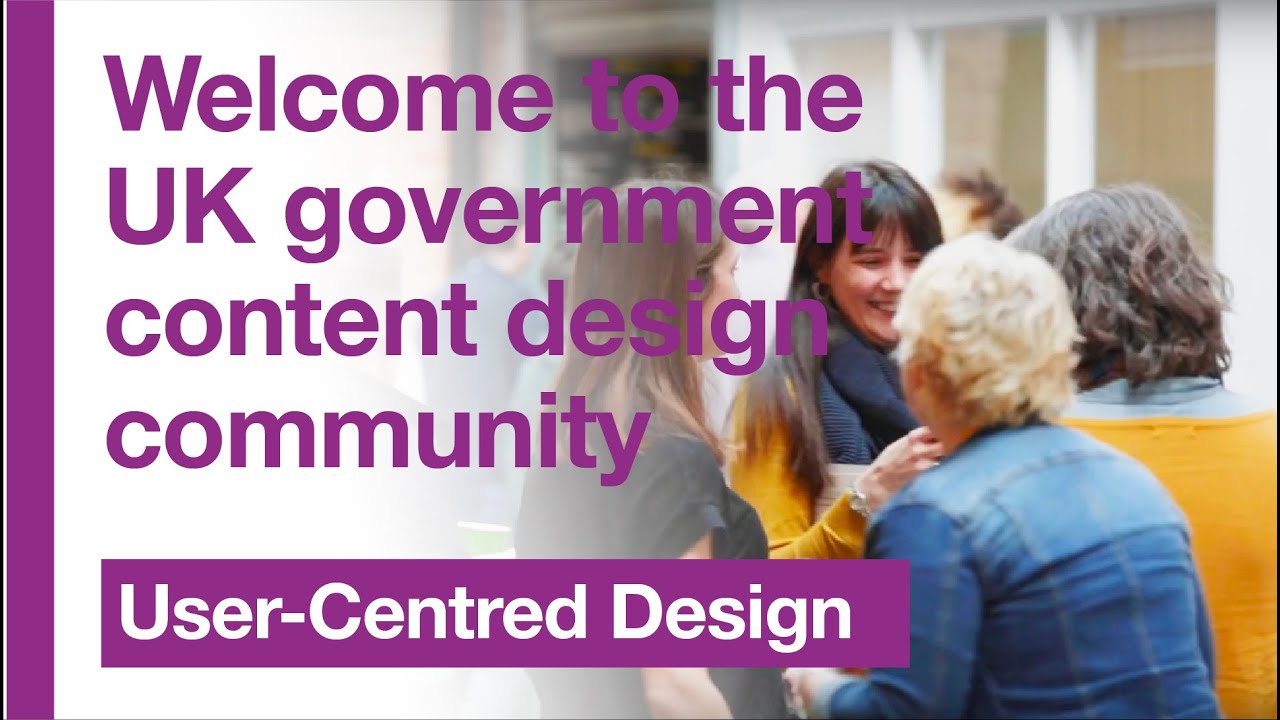 Welcome to the
UK government
content design
community
User-Centred Design